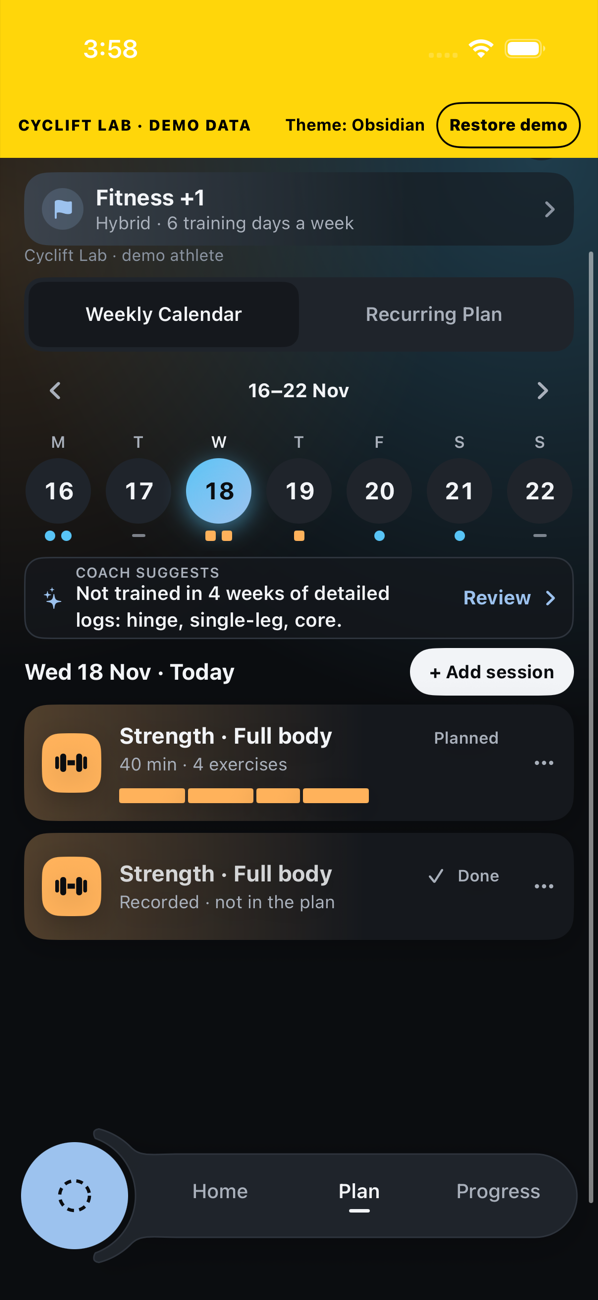 3:58
CYCLIFT LAB · DEMO DATA
Theme: Obsidian
Restore demo
Fitness +1
Hybrid · 6 training days a week
Cyclift Lab · demo athlete
Weekly Calendar
Recurring Plan
16–22 Nov
M T W T F S S
16 17 18 19 20 21 22
COACH SUGGESTS
Not trained in 4 weeks of detailed
logs: hinge, single-leg, core.
Review
Wed 18 Nov · Today
+ Add session
Strength · Full body
Planned
40 min · 4 exercises
Strength · Full body
Done
Recorded · not in the plan
Home
Plan
Progress